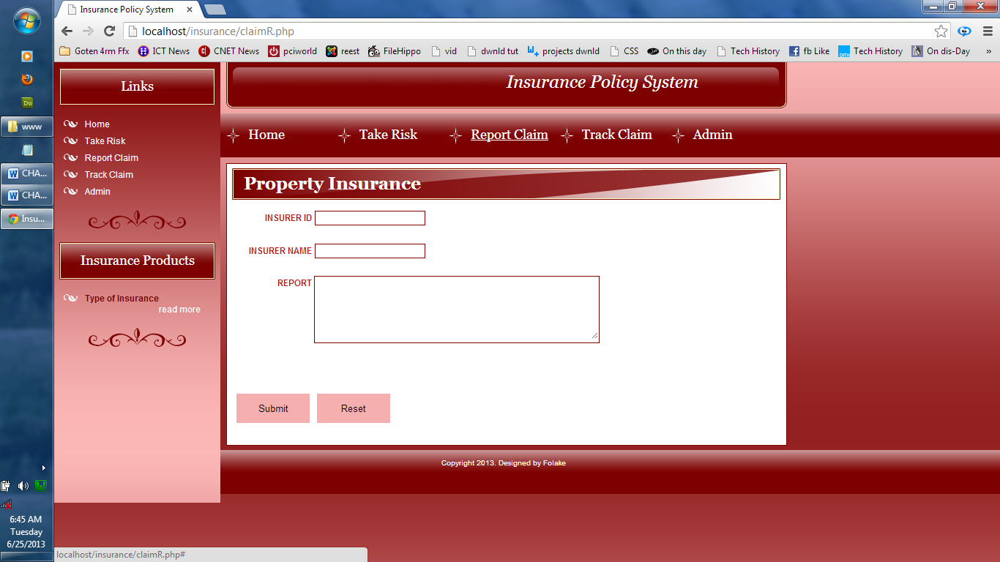 Insurance Policy System
localhost/insurance/claimR.php
Goten 4rm Ffx ICT News CNET News pciworld reest FileHippo vid dwnld tut projects dwnld CSS On this day Tech History fb Like Tech History On dis-Day »
Dw
www
CHA...
CHA...
Insu...
6:45 AM
Tuesday
6/25/2013
Links
Home
Take Risk
Report Claim
Track Claim
Admin
Insurance Products
Type of Insurance
read more
Insurance Policy System
Home Take Risk Report Claim Track Claim Admin
Property Insurance
INSURER ID
INSURER NAME
REPORT
Submit Reset
Copyright 2013. Designed by Folake
localhost/insurance/claimR.php#